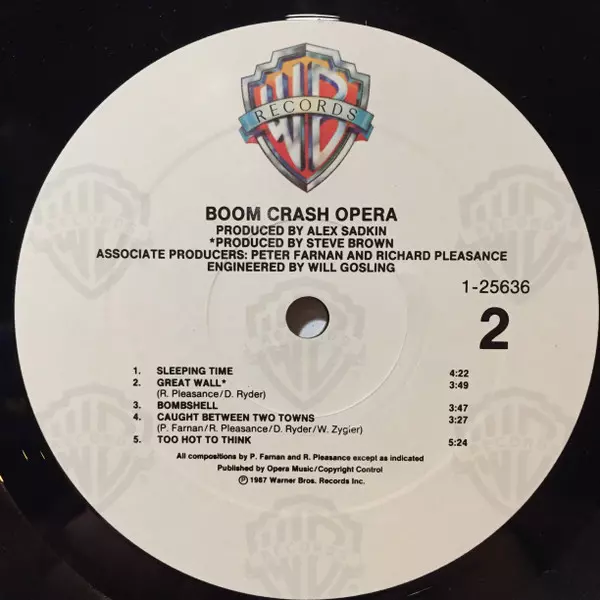 WB
RECORDS
BOOM CRASH OPERA
PRODUCED BY ALEX SADKIN
*PRODUCED BY STEVE BROWN
ASSOCIATE PRODUCERS: PETER FARNAN AND RICHARD PLEASANCE
ENGINEERED BY WILL GOSLING
1-25636
2
1. SLEEPING TIME 4:22
2. GREAT WALL* 3:49
(R. Pleasance/D. Ryder)
3. BOMBSHELL 3:47
4. CAUGHT BETWEEN TWO TOWNS 3:27
(P. Farnan/R. Pleasance/D. Ryder/W. Zygier)
5. TOO HOT TO THINK 5:24
All compositions by P. Farnan and R. Pleasance except as indicated
Published by Opera Music/Copyright Control
Ⓟ 1987 Warner Bros. Records Inc.